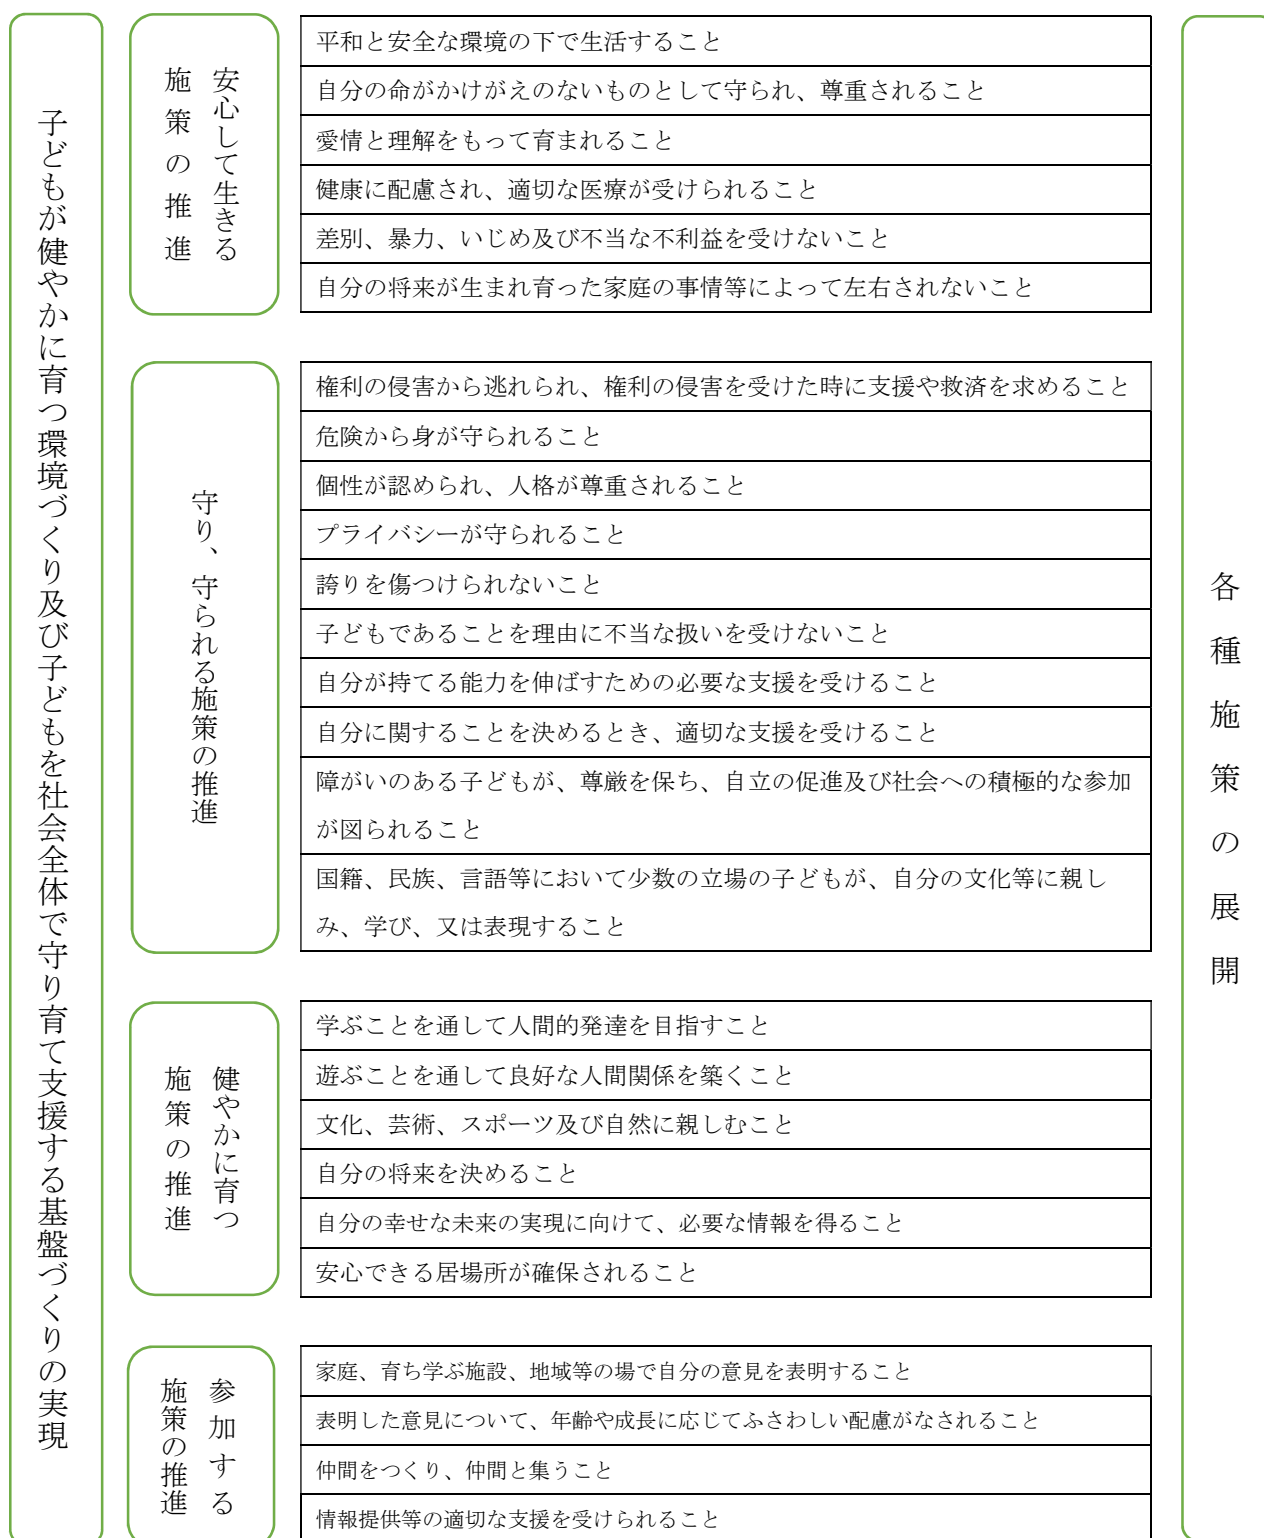 子どもが健やかに育つ環境づくり及び子どもを社会全体で守り育て支援する基盤づくりの実現
安心して生きる
施策の推進
平和と安全な環境の下で生活すること
自分の命がかけがえのないものとして守られ、尊重されること
愛情と理解をもって育まれること
健康に配慮され、適切な医療が受けられること
差別、暴力、いじめ及び不当な不利益を受けないこと
自分の将来が生まれ育った家庭の事情等によって左右されないこと
守り、守られる施策の推進
権利の侵害から逃れられ、権利の侵害を受けた時に支援や救済を求めること
危険から身が守られること
個性が認められ、人格が尊重されること
プライバシーが守られること
誇りを傷つけられないこと
子どもであることを理由に不当な扱いを受けないこと
自分が持てる能力を伸ばすための必要な支援を受けること
自分に関することを決めるとき、適切な支援を受けること
障がいのある子どもが、尊厳を保ち、自立の促進及び社会への積極的な参加
が図られること
国籍、民族、言語等において少数の立場の子どもが、自分の文化等に親し
み、学び、又は表現すること
健やかに育つ
施策の推進
学ぶことを通して人間的発達を目指すこと
遊ぶことを通して良好な人間関係を築くこと
文化、芸術、スポーツ及び自然に親しむこと
自分の将来を決めること
自分の幸せな未来の実現に向けて、必要な情報を得ること
安心できる居場所が確保されること
参加する
施策の推進
家庭、育ち学ぶ施設、地域等の場で自分の意見を表明すること
表明した意見について、年齢や成長に応じてふさわしい配慮がなされること
仲間をつくり、仲間と集うこと
情報提供等の適切な支援を受けられること
各種施策の展開